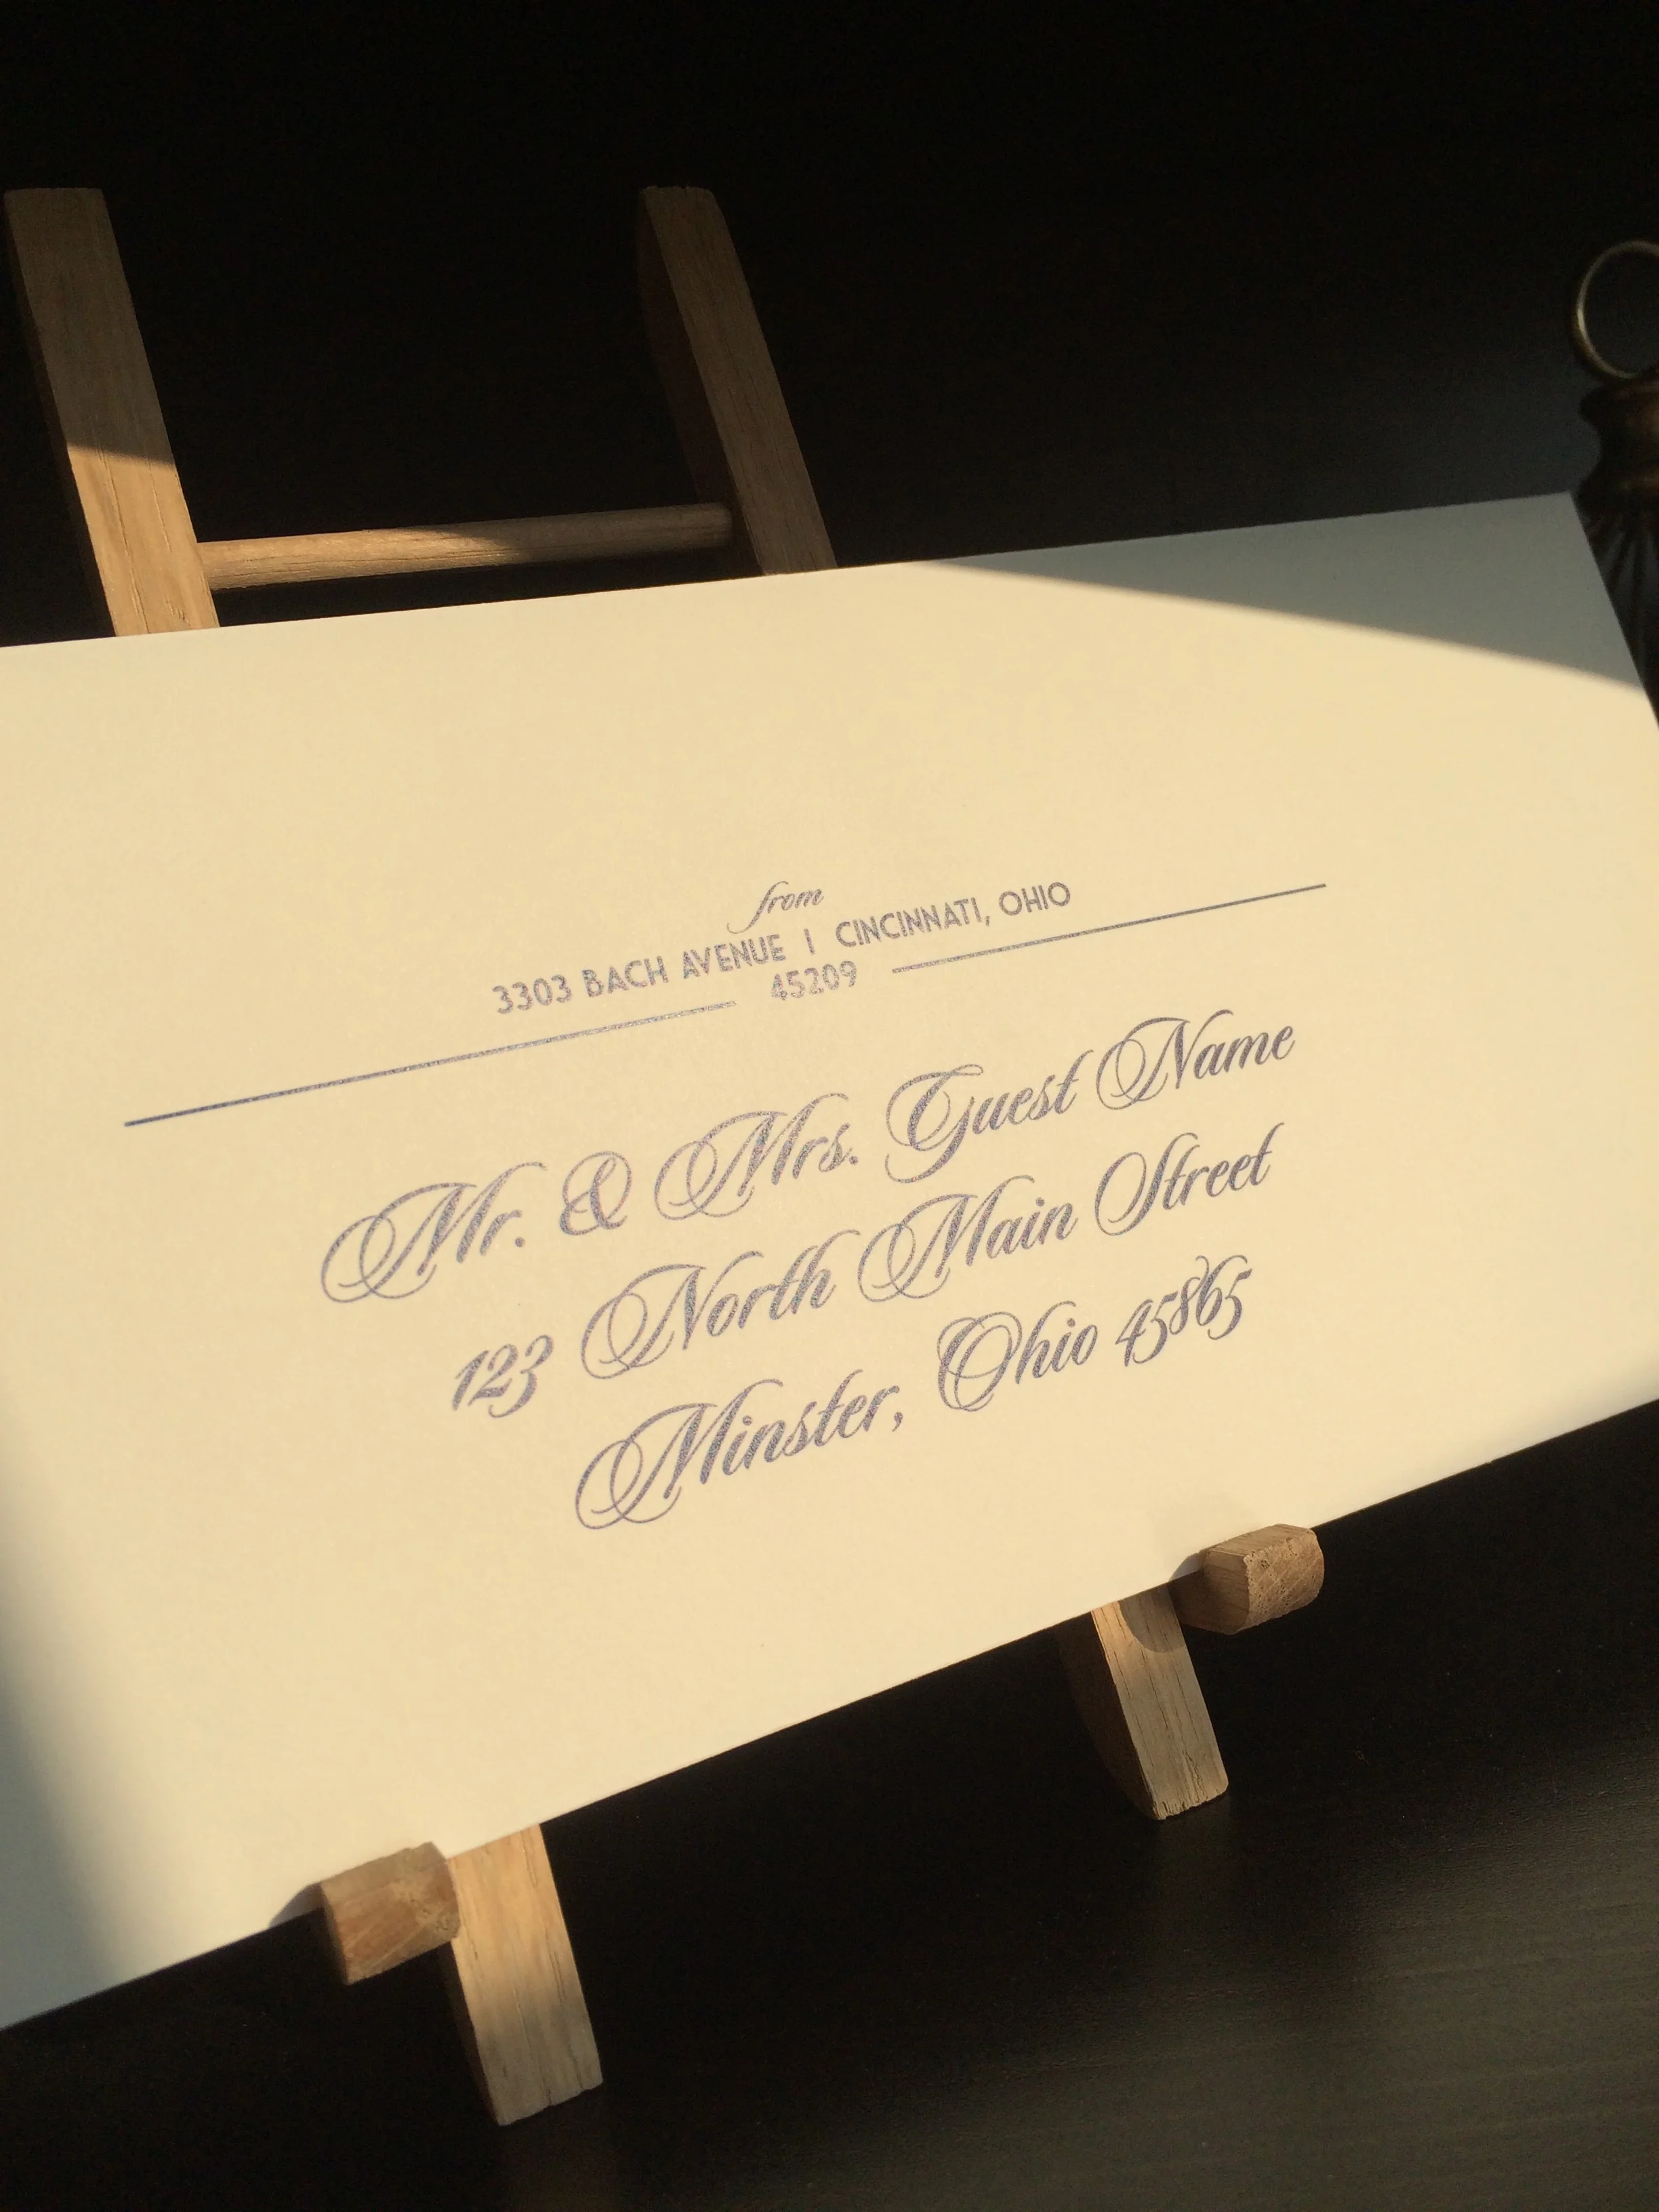 from
3303 BACH AVENUE | CINCINNATI, OHIO
45209
Mr. & Mrs. Guest Name
123 North Main Street
Minster, Ohio 45865